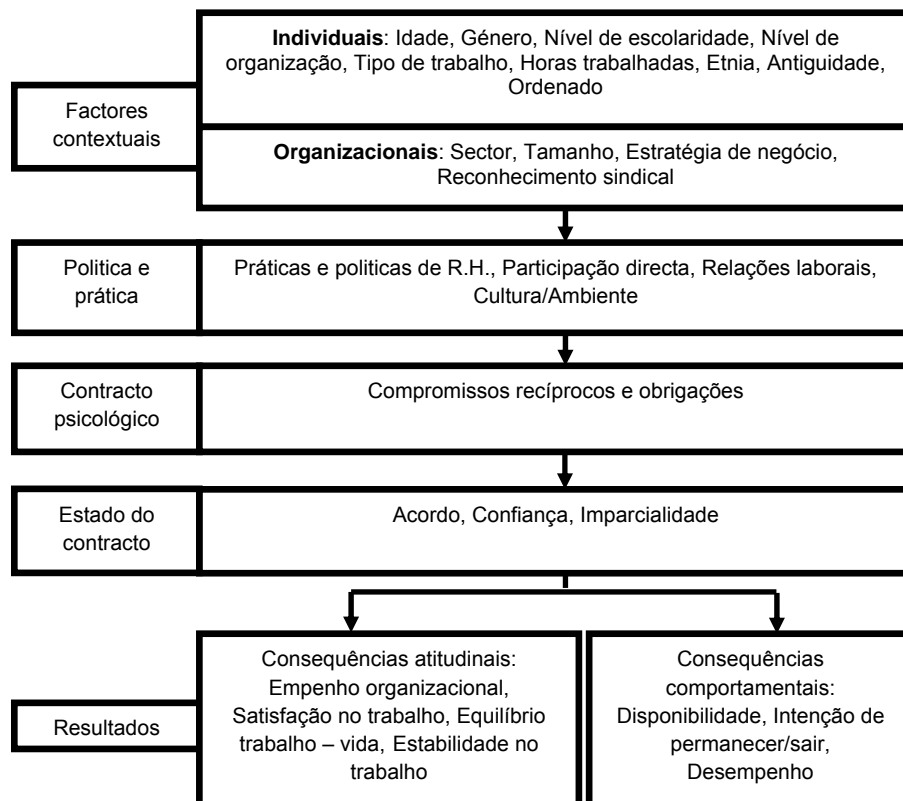 Individuais: Idade, Género, Nível de escolaridade, Nível de
organização, Tipo de trabalho, Horas trabalhadas, Etnia, Antiguidade,
Ordenado
Factores
contextuais
Organizacionais: Sector, Tamanho, Estratégia de negócio,
Reconhecimento sindical
Politica e
prática
Práticas e politicas de R.H., Participação directa, Relações laborais,
Cultura/Ambiente
Contracto
psicológico
Compromissos recíprocos e obrigações
Estado do
contracto
Acordo, Confiança, Imparcialidade
Resultados
Consequências atitudinais:
Empenho organizacional,
Satisfação no trabalho, Equilíbrio
trabalho – vida, Estabilidade no
trabalho
Consequências
comportamentais:
Disponibilidade, Intenção de
permanecer/sair,
Desempenho